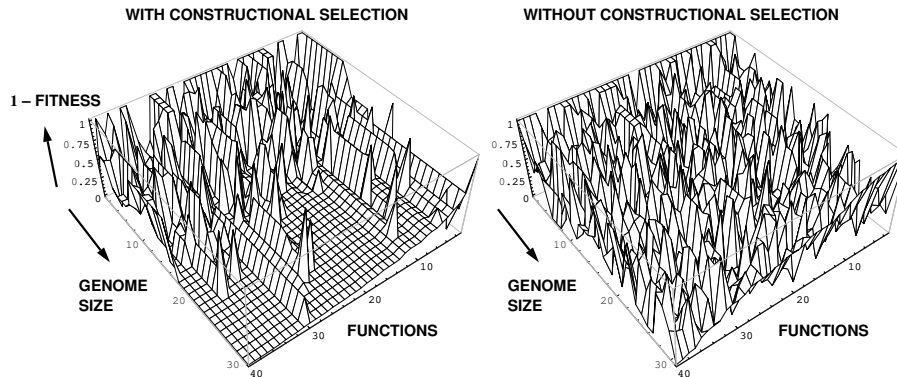 WITH CONSTRUCTIONAL SELECTION
WITHOUT CONSTRUCTIONAL SELECTION
1 – FITNESS
1
0.75
0.5
0.25
0
10
20
30
GENOME
SIZE
40
30
20
10
FUNCTIONS
1
0.75
0.5
0.25
0
10
20
30
GENOME
SIZE
40
30
20
10
FUNCTIONS